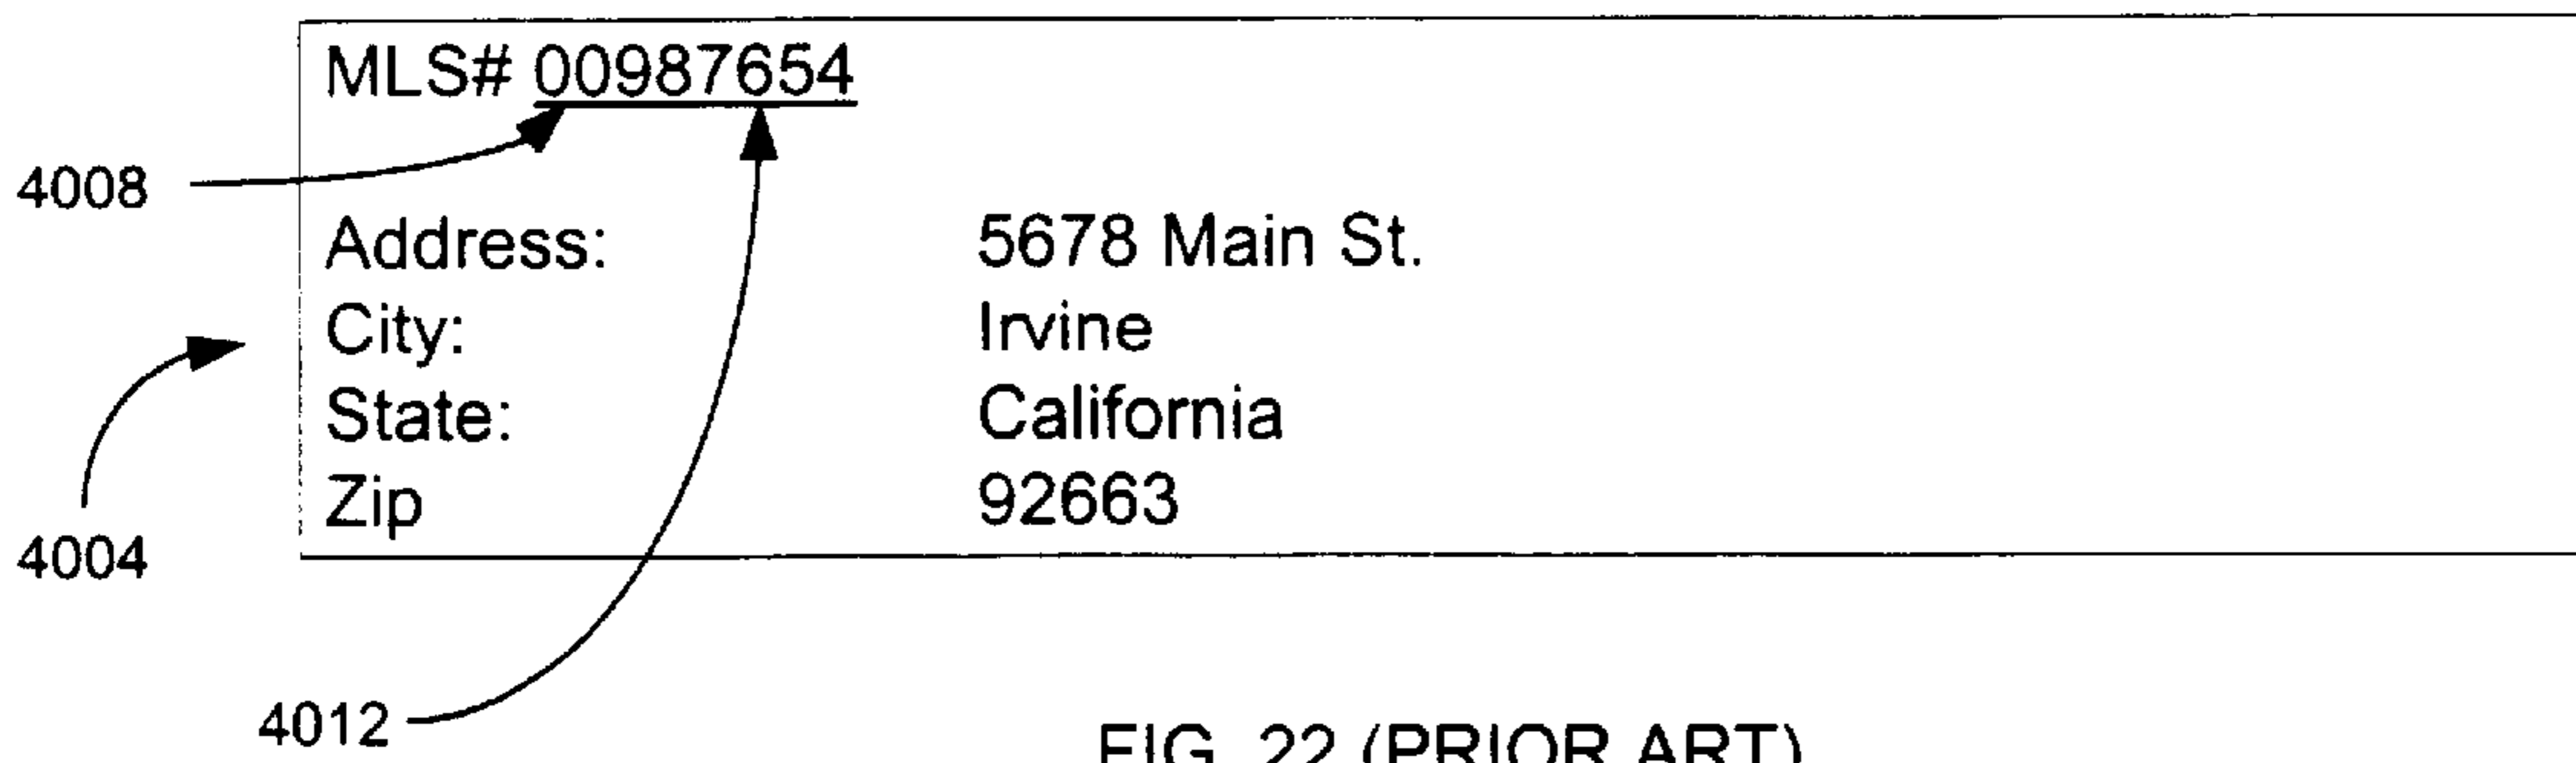 MLS# 00987654
4008
Address: 5678 Main St.
City: Irvine
State: California
Zip 92663
4004
4012
FIG. 22 (PRIOR ART)